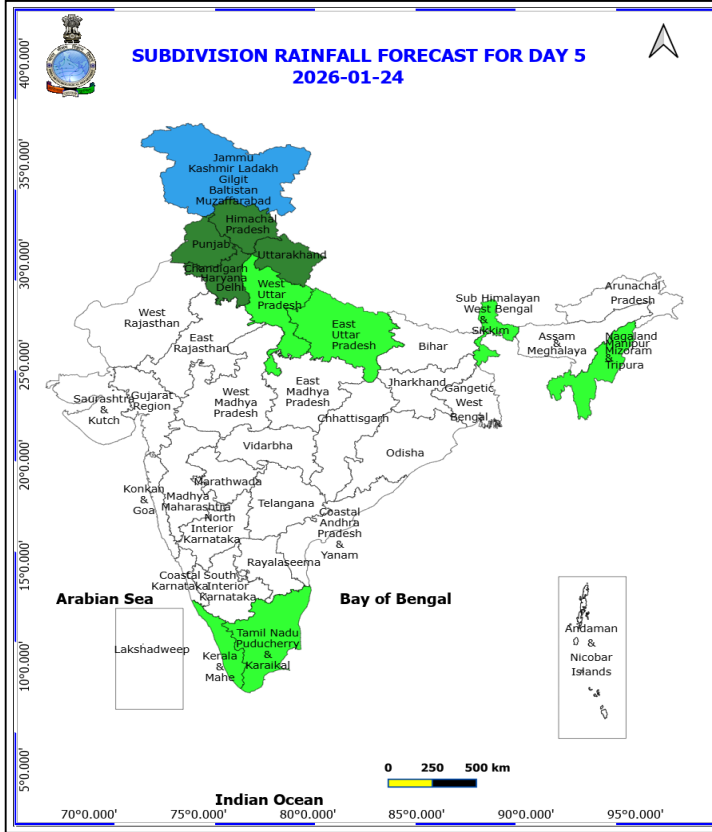 SUBDIVISION RAINFALL FORECAST FOR DAY 5
2026-01-24
40°0.000'
35°0.000'
30°0.000'
25°0.000'
20°0.000'
15°0.000'
10°0.000'
5°0.000'
Jammu
Kashmir Ladakh
Gilgit
Baltistan
Muzaffarabad
Himachal
Pradesh
Punjab
Uttarakhand
Chandigarh
Haryana
Delhi
West
Uttar
Pradesh
West
Rajasthan
East
Rajasthan
East
Uttar
Pradesh
Bihar
Sub Himalayan
West Bengal
&
Sikkim
Arunachal
Pradesh
Assam
&
Meghalaya
Nagaland
Manipur
Mizoram
&
Tripura
Saurashtra
&
Kutch
Gujarat
Region
West
Madhya
Pradesh
East
Madhya
Pradesh
Jharkhand
Gangetic
West
Bengal
Chhattisgarh
Odisha
Vidarbha
Konkan
&
Goa
Marathwada
Madhya
Maharashtra
North
Interior
Karnataka
Telangana
Coastal
Andhra
Pradesh
&
Yanam
Rayalaseema
Coastal
Karnataka
South
Interior
Karnataka
Arabian Sea
Bay of Bengal
Lakshadweep
Kerala
&
Mahe
Tamil Nadu
Puducherry
&
Karaikal
Andaman
&
Nicobar
Islands
0 250 500 km
Indian Ocean
70°0.000' 75°0.000' 80°0.000' 85°0.000' 90°0.000' 95°0.000'